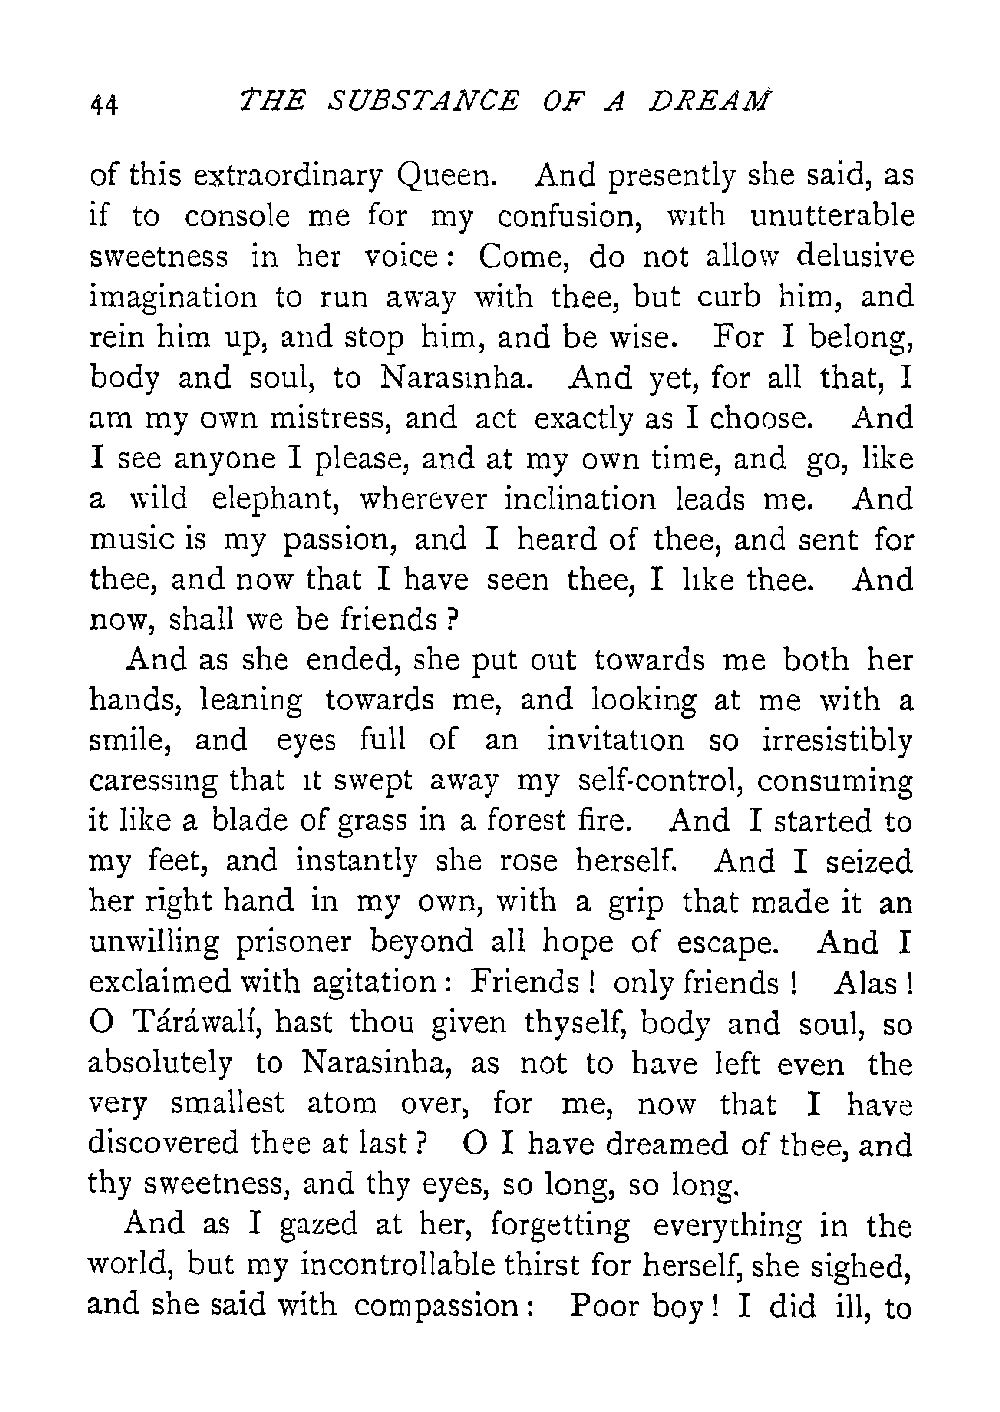 44 THE SUBSTANCE OF A DREAM
of this extraordinary Queen. And presently she said, as
if to console me for my confusion, with unutterable
sweetness in her voice : Come, do not allow delusive
imagination to run away with thee, but curb him, and
rein him up, and stop him, and be wise. For I belong,
body and soul, to Narasinha. And yet, for all that, I
am my own mistress, and act exactly as I choose. And
I see anyone I please, and at my own time, and go, like
a wild elephant, wherever inclination leads me. And
music is my passion, and I heard of thee, and sent for
thee, and now that I have seen thee, I like thee. And
now, shall we be friends ?
And as she ended, she put out towards me both her
hands, leaning towards me, and looking at me with a
smile, and eyes full of an invitation so irresistibly
caressing that it swept away my self-control, consuming
it like a blade of grass in a forest fire. And I started to
my feet, and instantly she rose herself. And I seized
her right hand in my own, with a grip that made it an
unwilling prisoner beyond all hope of escape. And I
exclaimed with agitation : Friends ! only friends ! Alas !
O Táráwalí, hast thou given thyself, body and soul, so
absolutely to Narasinha, as not to have left even the
very smallest atom over, for me, now that I have
discovered thee at last ? O I have dreamed of thee, and
thy sweetness, and thy eyes, so long, so long.
And as I gazed at her, forgetting everything in the
world, but my incontrollable thirst for herself, she sighed,
and she said with compassion : Poor boy ! I did ill, to